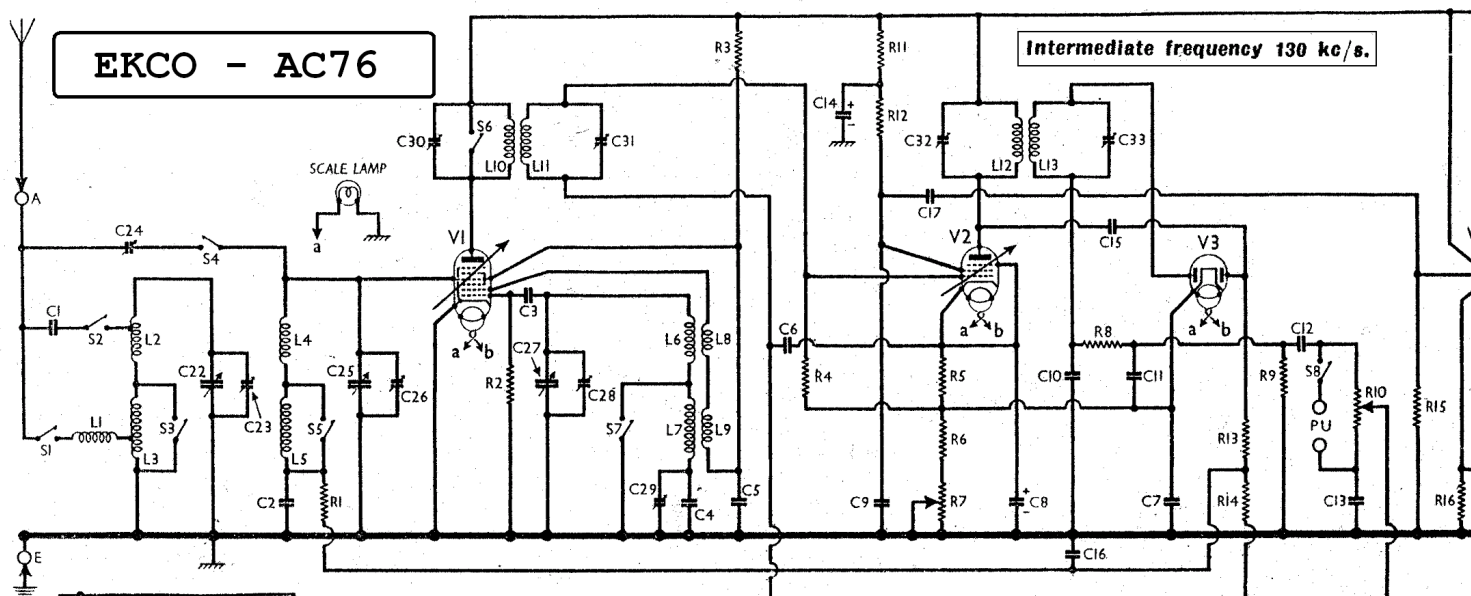 EKCO - AC76
Intermediate frequency 130 kc/s.
R3
R11
C14
+
-
R12
C30
S6
L10
L11
C31
C32
L12
L13
C33
SCALE LAMP
a
A
C24
S4
V1
C17
V2
C15
V3
C1
S2
L2
C22
C23
L4
C25
C26
a
b
C3
R2
C27
C28
L6
L8
C6
R4
a
b
R5
R8
C10
C11
a
b
R9
C12
S8
R10
PU
R15
S1
L1
L3
S3
L5
S5
C2
R1
S7
L7
L9
C29
C4
C5
C9
R6
R7
C8
+
-
C7
R13
R14
C13
R16
E
C16